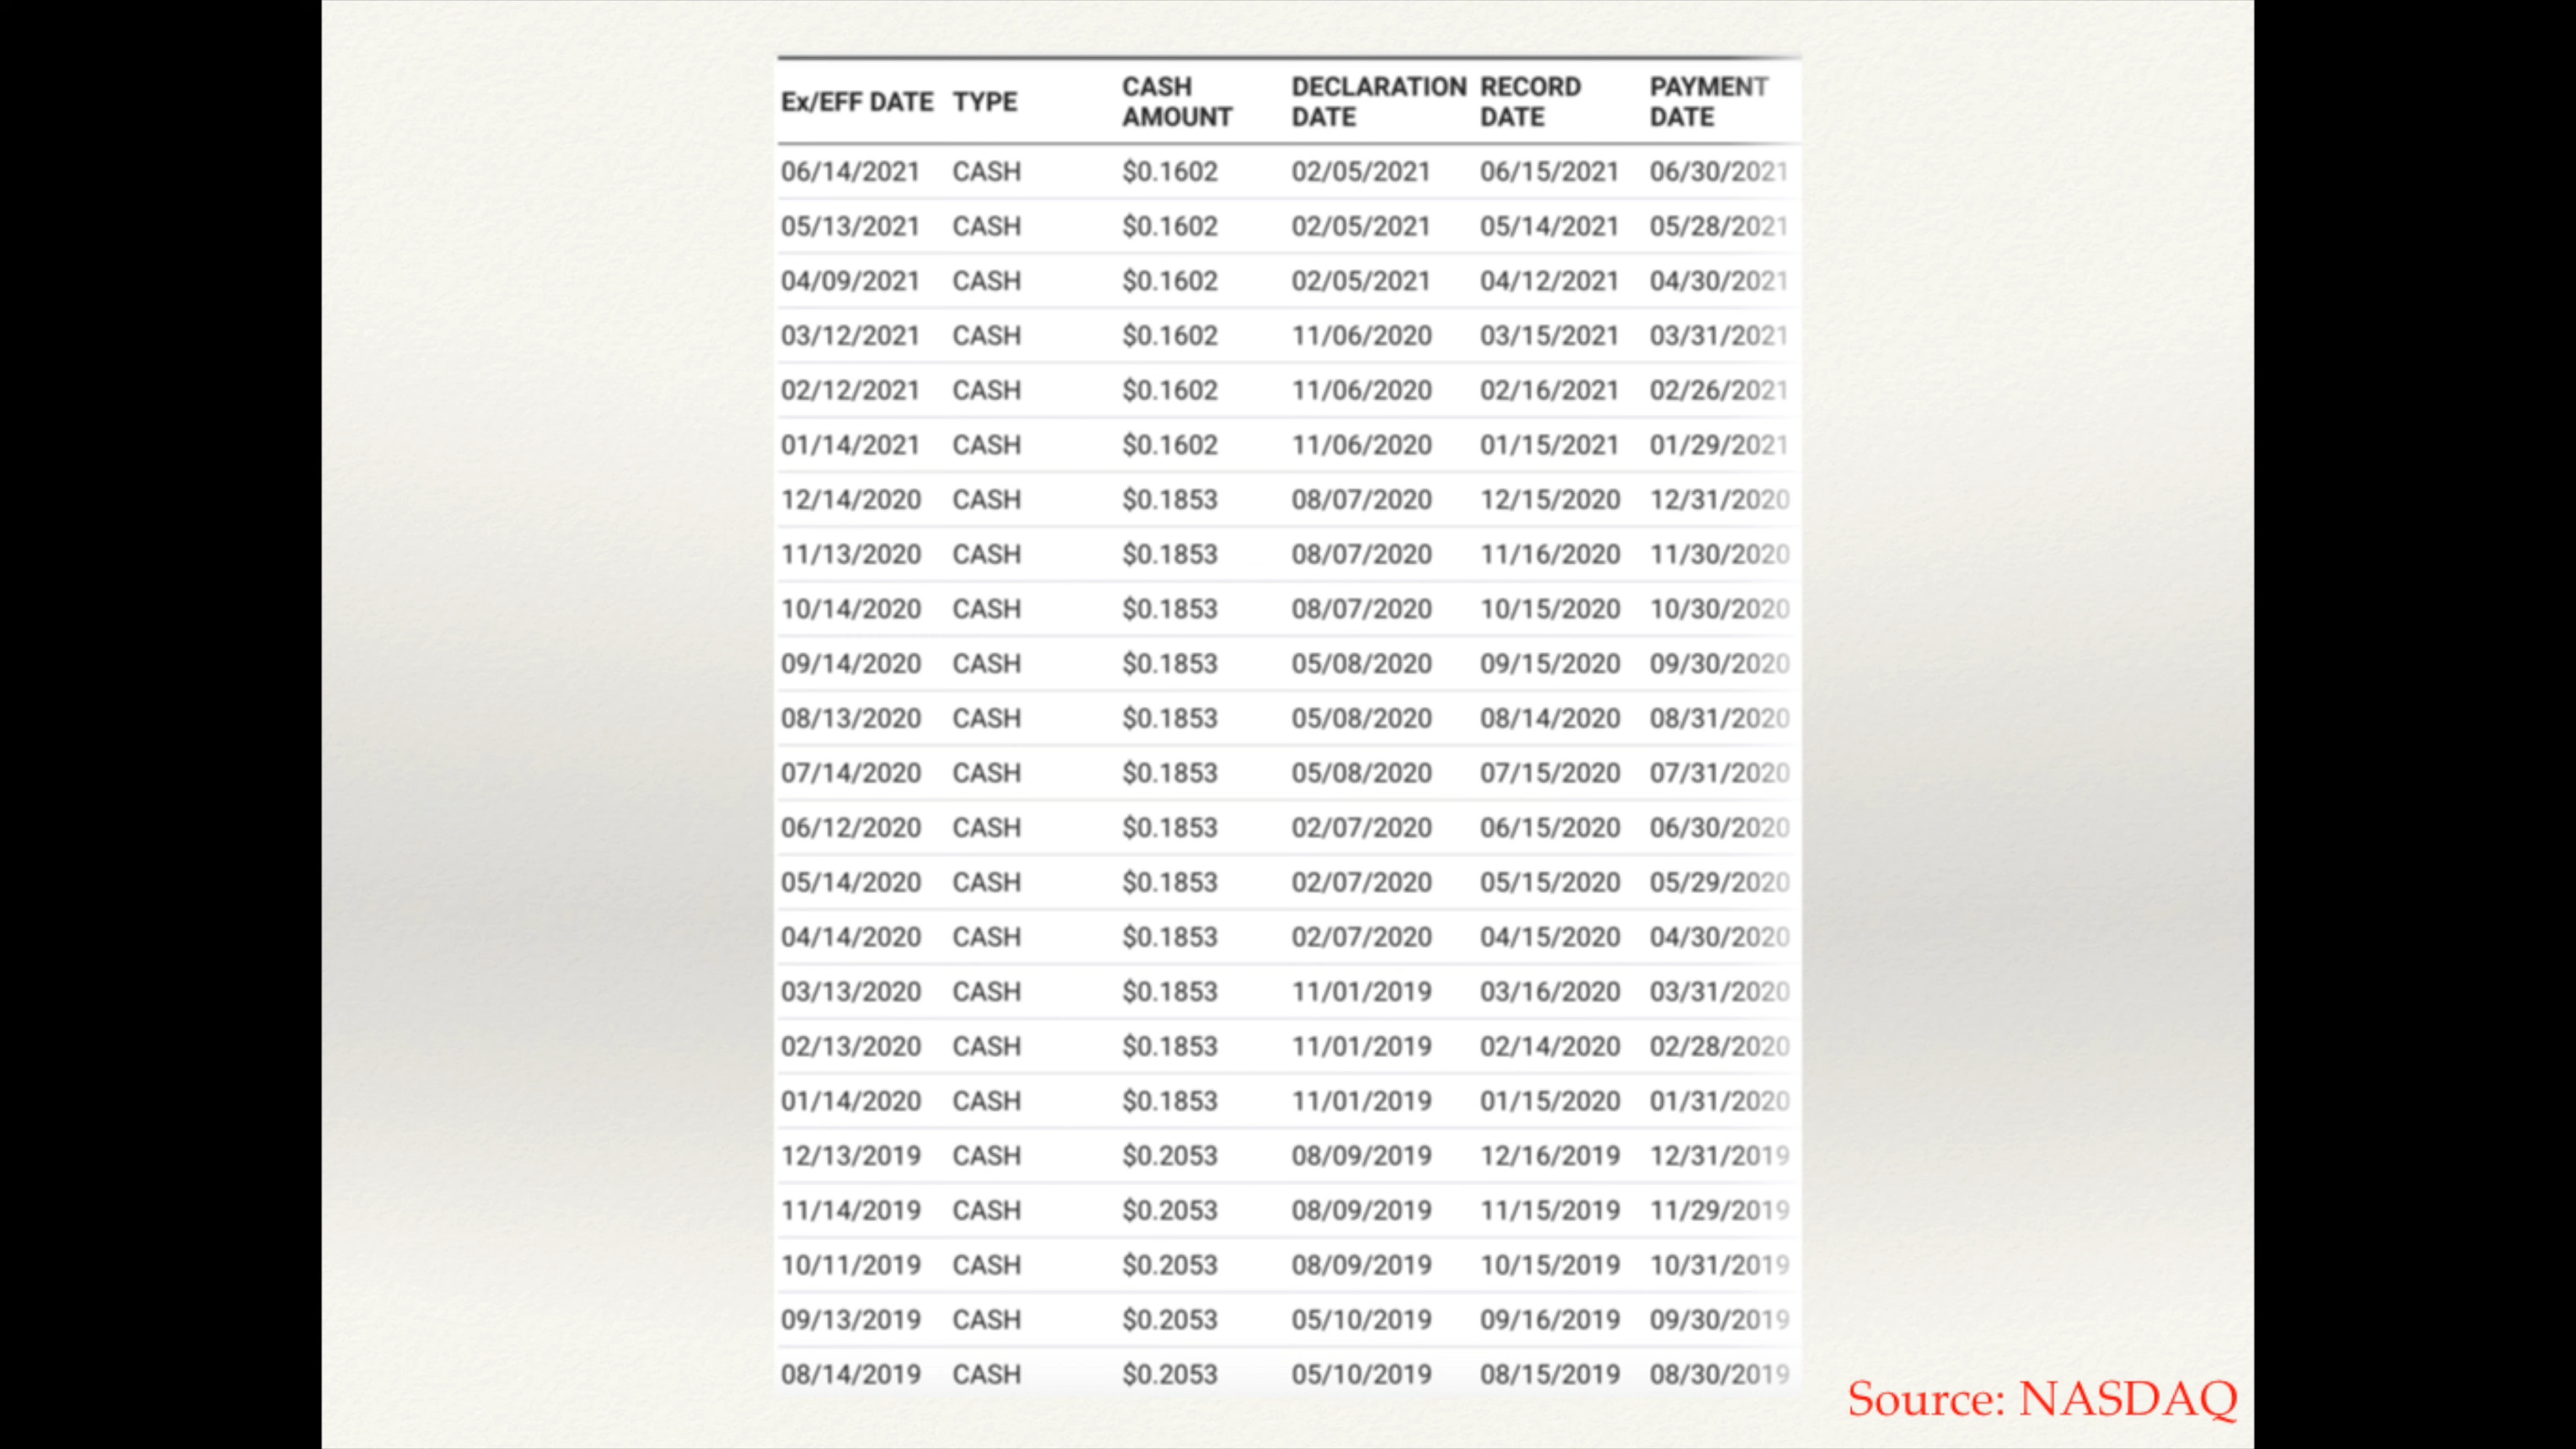 Ex/EFF DATE TYPE CASH AMOUNT DECLARATION DATE RECORD DATE PAYMENT DATE
06/14/2021 CASH $0.1602 02/05/2021 06/15/2021 06/30/2021
05/13/2021 CASH $0.1602 02/05/2021 05/14/2021 05/28/2021
04/09/2021 CASH $0.1602 02/05/2021 04/12/2021 04/30/2021
03/12/2021 CASH $0.1602 11/06/2020 03/15/2021 03/31/2021
02/12/2021 CASH $0.1602 11/06/2020 02/16/2021 02/26/2021
01/14/2021 CASH $0.1602 11/06/2020 01/15/2021 01/29/2021
12/14/2020 CASH $0.1853 08/07/2020 12/15/2020 12/31/2020
11/13/2020 CASH $0.1853 08/07/2020 11/16/2020 11/30/2020
10/14/2020 CASH $0.1853 08/07/2020 10/15/2020 10/30/2020
09/14/2020 CASH $0.1853 05/08/2020 09/15/2020 09/30/2020
08/13/2020 CASH $0.1853 05/08/2020 08/14/2020 08/31/2020
07/14/2020 CASH $0.1853 05/08/2020 07/15/2020 07/31/2020
06/12/2020 CASH $0.1853 02/07/2020 06/15/2020 06/30/2020
05/14/2020 CASH $0.1853 02/07/2020 05/15/2020 05/29/2020
04/14/2020 CASH $0.1853 02/07/2020 04/15/2020 04/30/2020
03/13/2020 CASH $0.1853 11/01/2019 03/16/2020 03/31/2020
02/13/2020 CASH $0.1853 11/01/2019 02/14/2020 02/28/2020
01/14/2020 CASH $0.1853 11/01/2019 01/15/2020 01/31/2020
12/13/2019 CASH $0.2053 08/09/2019 12/16/2019 12/31/2019
11/14/2019 CASH $0.2053 08/09/2019 11/15/2019 11/29/2019
10/11/2019 CASH $0.2053 08/09/2019 10/15/2019 10/31/2019
09/13/2019 CASH $0.2053 05/10/2019 09/16/2019 09/30/2019
08/14/2019 CASH $0.2053 05/10/2019 08/15/2019 08/30/2019
Source: NASDAQ